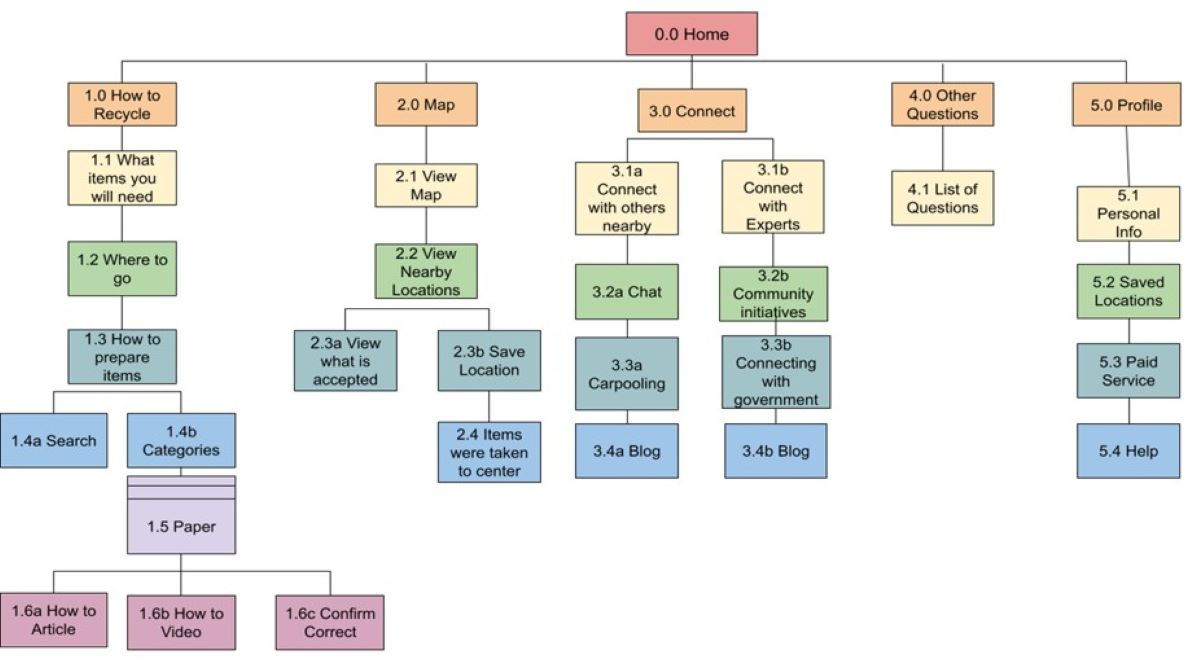 0.0 Home
1.0 How to
Recycle
2.0 Map
3.0 Connect
4.0 Other
Questions
5.0 Profile
1.1 What
items you
will need
2.1 View
Map
3.1a
Connect
with others
nearby
3.1b
Connect
with
Experts
4.1 List of
Questions
5.1
Personal
Info
1.2 Where to
go
2.2 View
Nearby
Locations
3.2a Chat
3.2b
Community
initiatives
5.2 Saved
Locations
1.3 How to
prepare
items
2.3a View
what is
accepted
2.3b Save
Location
3.3a
Carpooling
3.3b
Connecting
with
government
5.3 Paid
Service
1.4a Search
1.4b
Categories
2.4 Items
were taken
to center
3.4a Blog
3.4b Blog
5.4 Help
1.5 Paper
1.6a How to
Article
1.6b How to
Video
1.6c Confirm
Correct